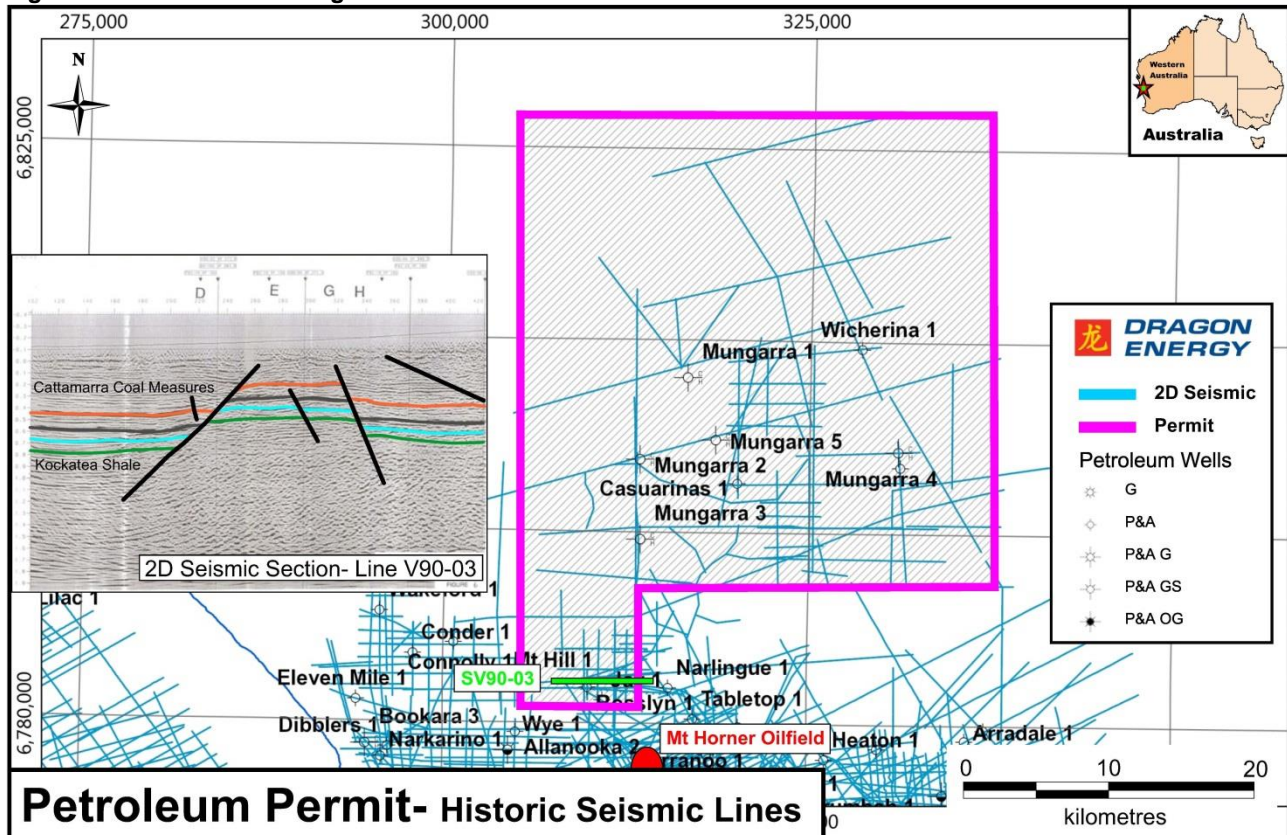 275,000
300,000
325,000
N
6,825,000
Western
Australia
Australia
D E G H
Cattamarra Coal Measures
Kockatea Shale
2D Seismic Section- Line V90-03
Wicherina 1
Mungarra 1
Mungarra 5
Mungarra 2
Mungarra 4
Casuarinas 1
Mungarra 3
龙 DRAGON
ENERGY
2D Seismic
Permit
Petroleum Wells
G
P&A
P&A G
P&A GS
P&A OG
Conder 1
Connolly 1
Mt Hill 1
Eleven Mile 1
SV90-03
Narlingue 1
Tabletop 1
6,780,000
Dibblers 1
Bookara 3
Wye 1
Narkarino 1
Allanooka 2
Mt Horner Oilfield
Heaton 1
Arradale 1
0 10 20
kilometres
Petroleum Permit- Historic Seismic Lines